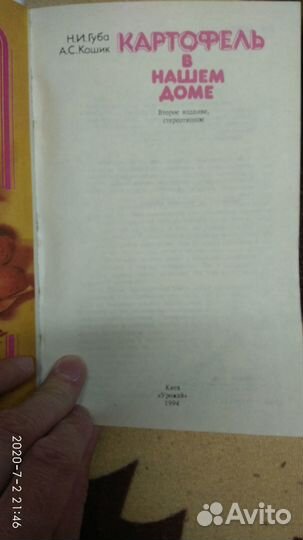 Н.И.Губа
А.С.Кошик
КАРТОФЕЛЬ
В
НАШЕМ
ДОМЕ
Второе издание,
стереотипное
Киев
«Урожай»
1994
2020-7-2 21:46
Avito